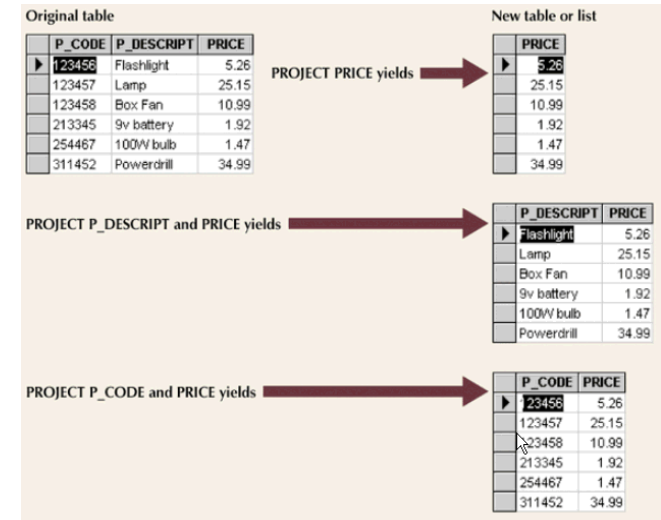 Original table
P_CODE P_DESCRIPT PRICE
123456 Flashlight 5.26
123457 Lamp 25.15
123458 Box Fan 10.99
213345 9v battery 1.92
254467 100W bulb 1.47
311452 Powerdrill 34.99
PROJECT PRICE yields
New table or list
PRICE
5.26
25.15
10.99
1.92
1.47
34.99
PROJECT P_DESCRIPT and PRICE yields
P_DESCRIPT PRICE
Flashlight 5.26
Lamp 25.15
Box Fan 10.99
9v battery 1.92
100W bulb 1.47
Powerdrill 34.99
PROJECT P_CODE and PRICE yields
P_CODE PRICE
123456 5.26
123457 25.15
123458 10.99
213345 1.92
254467 1.47
311452 34.99